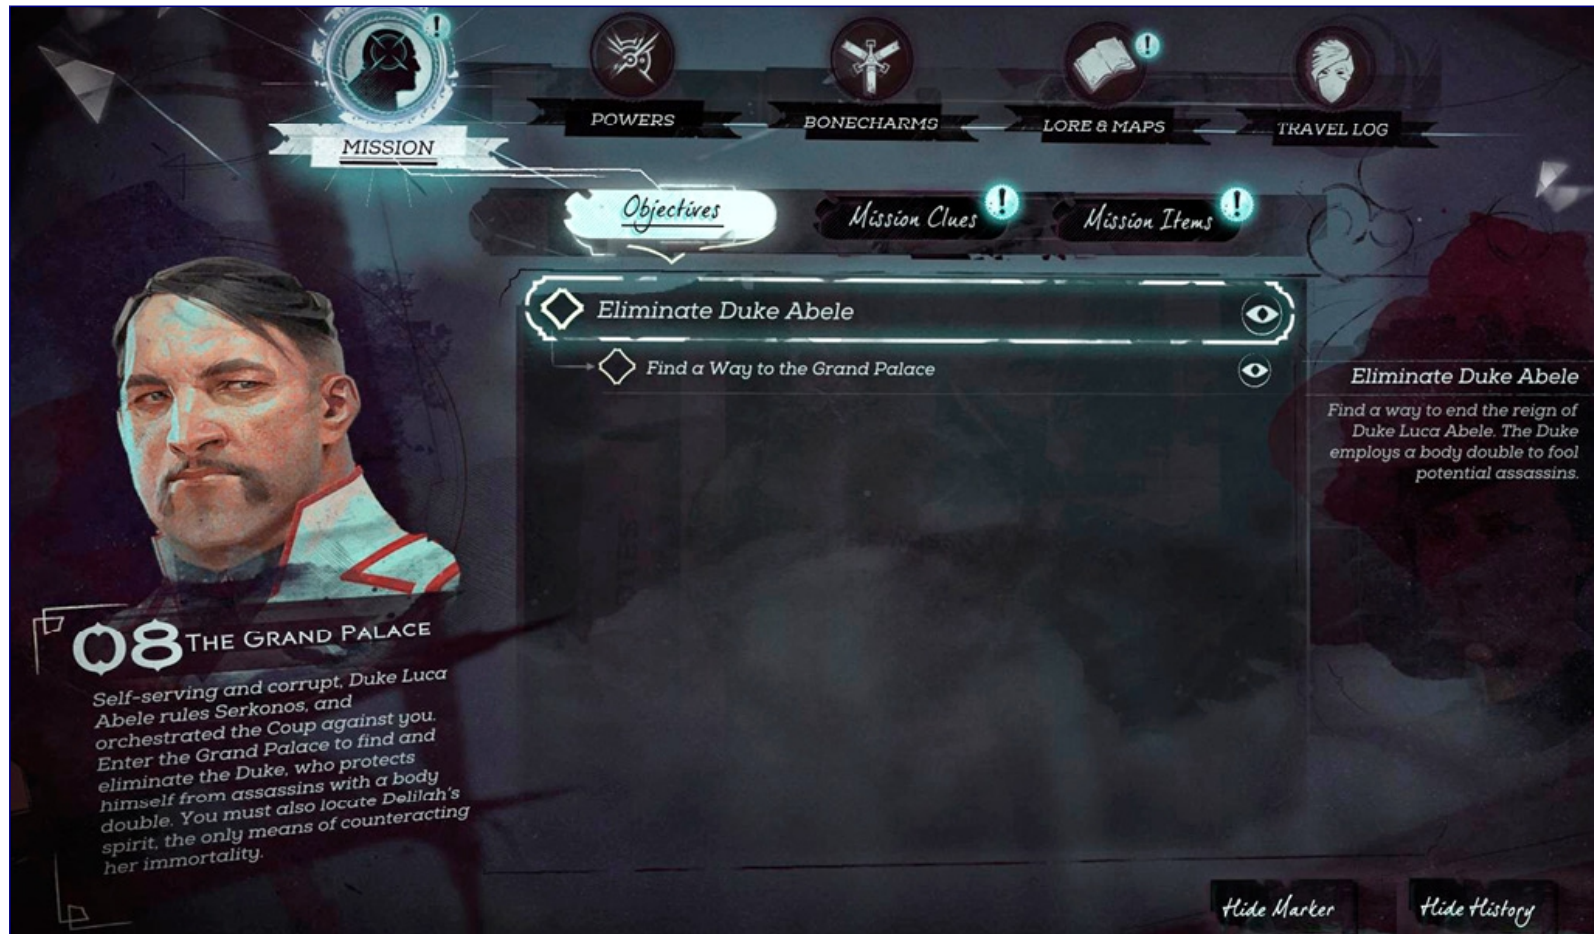 MISSION
POWERS
BONECHARMS
LORE & MAPS
TRAVEL LOG
Objectives
Mission Clues
Mission Items
Eliminate Duke Abele
Find a Way to the Grand Palace
Eliminate Duke Abele
Find a way to end the reign of
Duke Luca Abele. The Duke
employs a body double to fool
potential assassins.
08 THE GRAND PALACE
Self-serving and corrupt, Duke Luca
Abele rules Serkonos, and
orchestrated the Coup against you.
Enter the Grand Palace to find and
eliminate the Duke, who protects
himself from assassins with a body
double. You must also locate Delilah's
spirit, the only means of counteracting
her immortality.
Hide Marker
Hide History